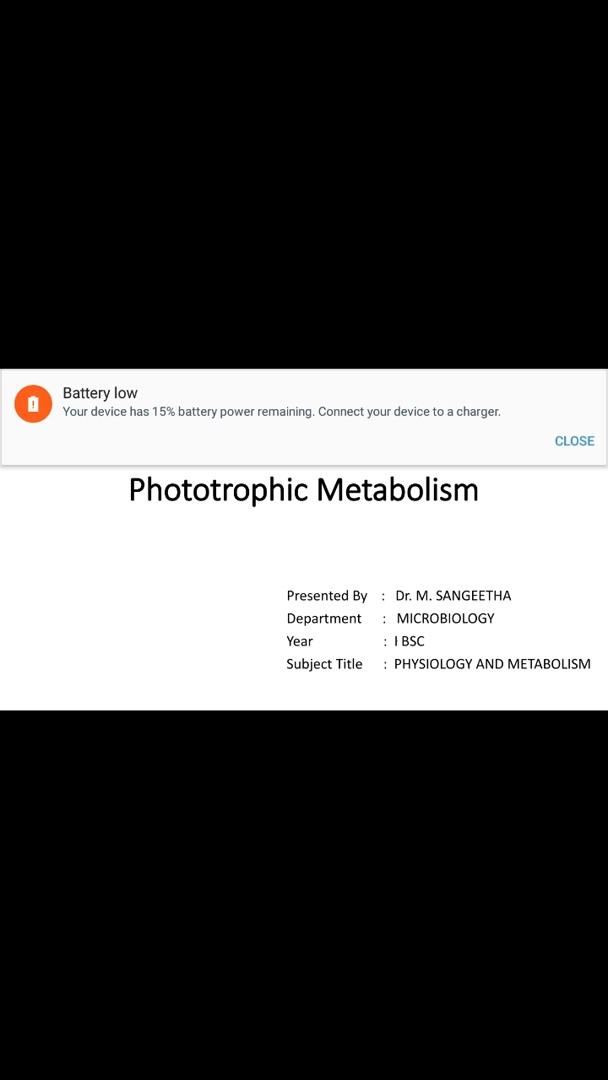 Battery low
Your device has 15% battery power remaining. Connect your device to a charger.
CLOSE
Phototrophic Metabolism
Presented By : Dr. M. SANGEETHA
Department : MICROBIOLOGY
Year : I BSC
Subject Title : PHYSIOLOGY AND METABOLISM